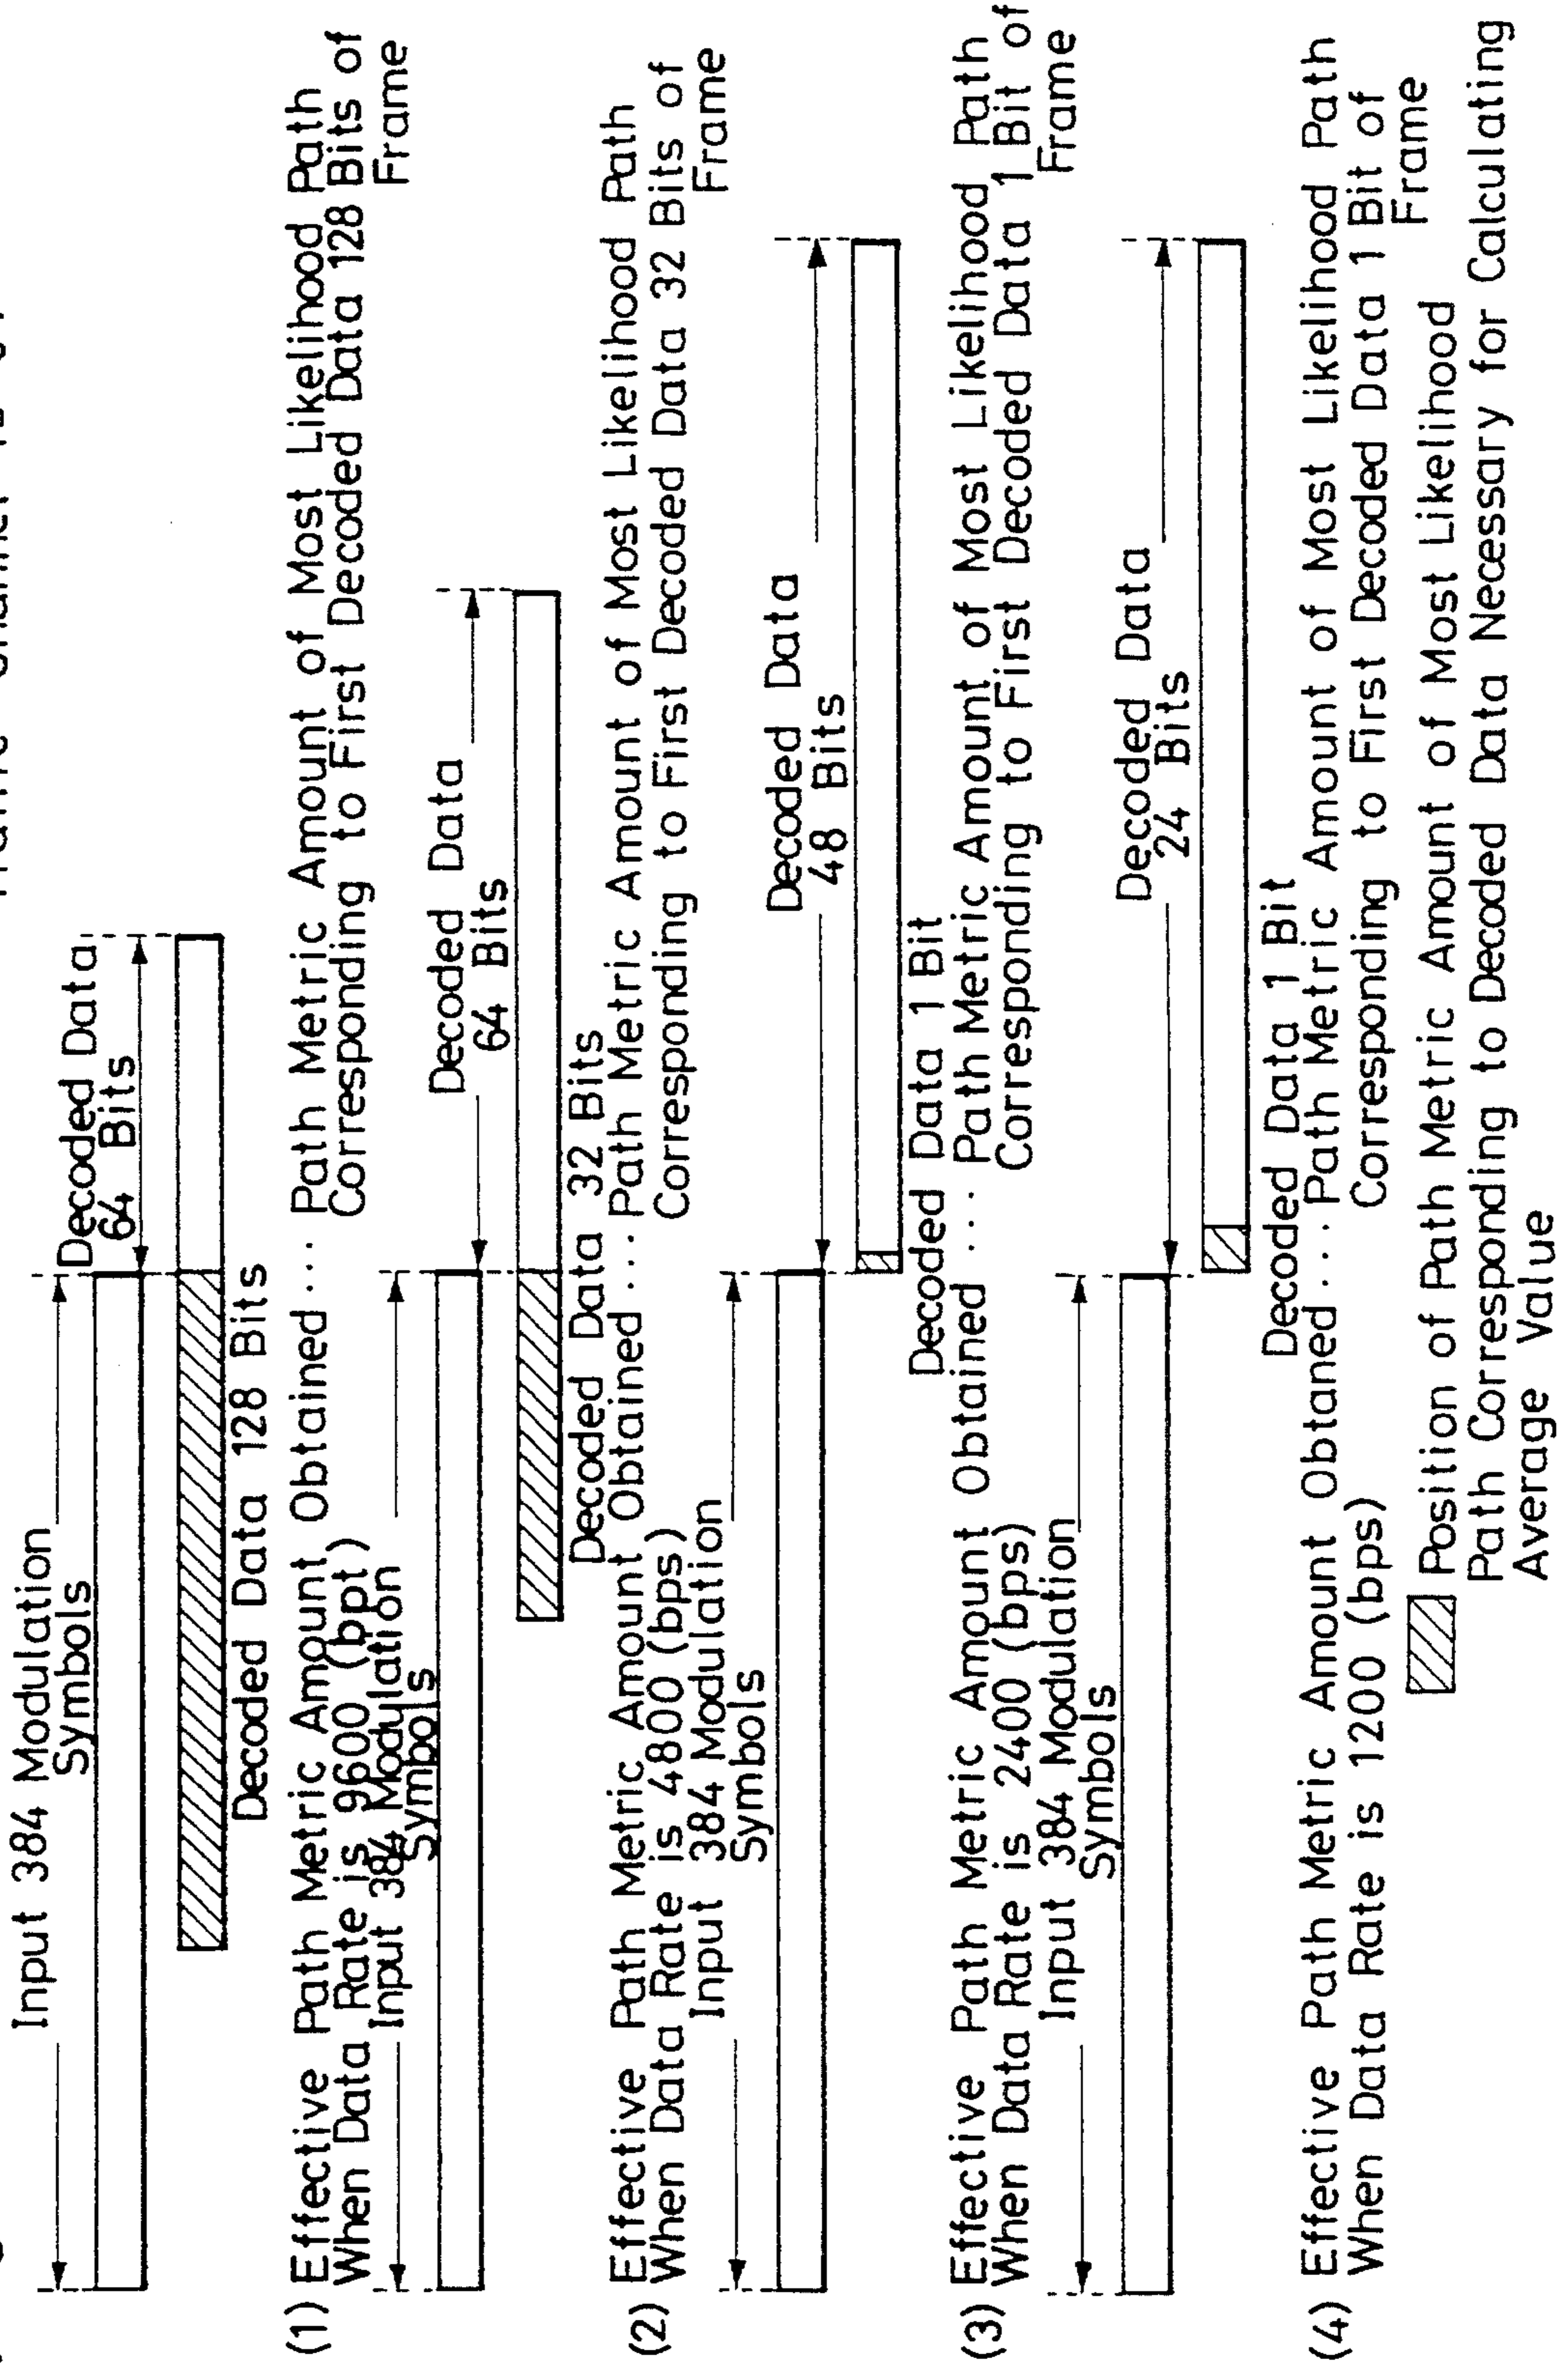 Input 384 Modulation
Symbols
Decoded Data
64 Bits
Decoded Data 128 Bits
(1) Effective Path Metric Amount Obtained... Path Metric Amount of Most Likelihood Path
When Data Rate is 9600 (bpt) Corresponding to First Decoded Data 128 Bits of
Frame
Input 384 Modulation
Symbols
Decoded Data
64 Bits
Decoded Data 32 Bits
(2) Effective Path Metric Amount Obtained... Path Metric Amount of Most Likelihood Path
When Data Rate is 4800 (bps) Corresponding to First Decoded Data 32 Bits of
Frame
Input 384 Modulation
Symbols
Decoded Data
48 Bits
Decoded Data 1 Bit
(3) Effective Path Metric Amount Obtained ... Path Metric Amount of Most Likelihood Path
When Data Rate is 2400 (bps) Corresponding to First Decoded Data 1 Bit of
Frame
Input 384 Modulation
Symbols
Decoded Data
24 Bits
Decoded Data 1 Bit
(4) Effective Path Metric Amount Obtaned... Path Metric Amount of Most Likelihood Path
When Data Rate is 1200 (bps) Corresponding to First Decoded Data 1 Bit of
Frame
Position of Path Metric Amount of Most Likelihood
Path Corresponding to Decoded Data Necessary for Calculating
Average Value